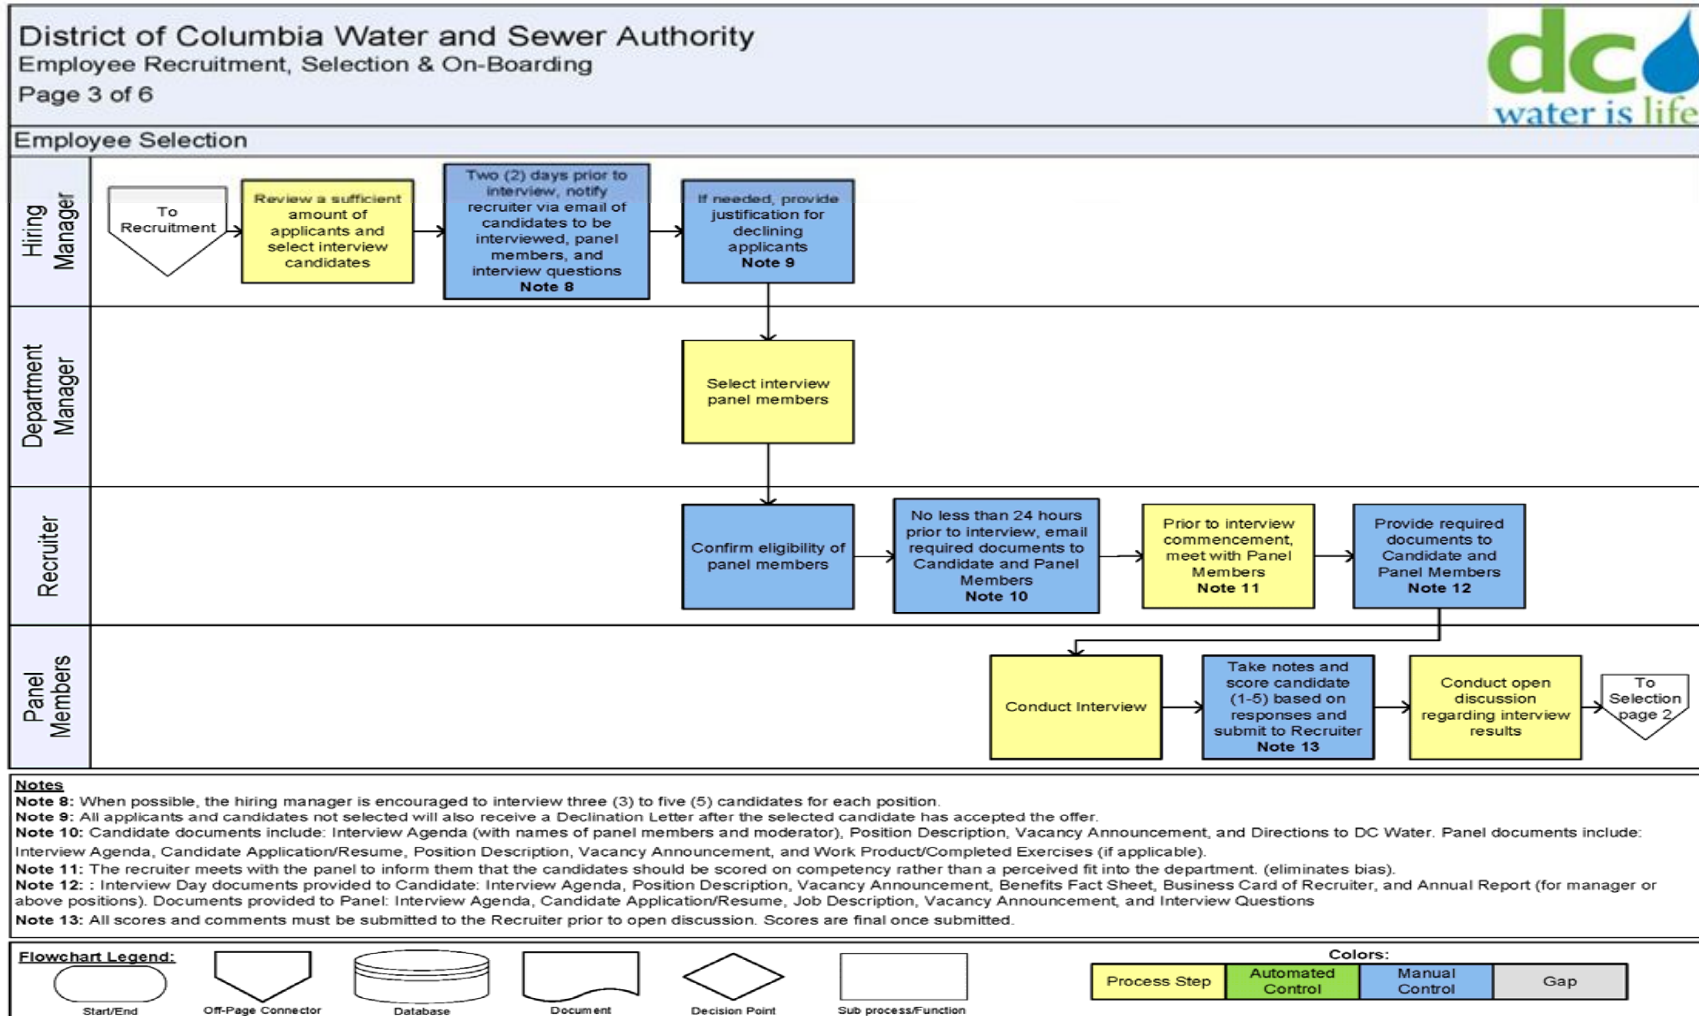 District of Columbia Water and Sewer Authority
Employee Recruitment, Selection & On-Boarding
Page 3 of 6
dc
water is life
Employee Selection
Hiring
Manager
To
Recruitment
Review a sufficient
amount of
applicants and
select interview
candidates
Two (2) days prior to
interview, notify
recruiter via email of
candidates to be
interviewed, panel
members, and
interview questions
Note 8
If needed, provide
justification for
declining
applicants
Note 9
Department
Manager
Select interview
panel members
Recruiter
Confirm eligibility of
panel members
No less than 24 hours
prior to interview, email
required documents to
Candidate and Panel
Members
Note 10
Prior to interview
commencement,
meet with Panel
Members
Note 11
Provide required
documents to
Candidate and
Panel Members
Note 12
Panel
Members
Conduct Interview
Take notes and
score candidate
(1-5) based on
responses and
submit to Recruiter
Note 13
Conduct open
discussion
regarding interview
results
To
Selection
page 2
Notes
Note 8: When possible, the hiring manager is encouraged to interview three (3) to five (5) candidates for each position.
Note 9: All applicants and candidates not selected will also receive a Declination Letter after the selected candidate has accepted the offer.
Note 10: Candidate documents include: Interview Agenda (with names of panel members and moderator), Position Description, Vacancy Announcement, and Directions to DC Water. Panel documents include:
Interview Agenda, Candidate Application/Resume, Position Description, Vacancy Announcement, and Work Product/Completed Exercises (if applicable).
Note 11: The recruiter meets with the panel to inform them that the candidates should be scored on competency rather than a perceived fit into the department. (eliminates bias).
Note 12: : Interview Day documents provided to Candidate: Interview Agenda, Position Description, Vacancy Announcement, Benefits Fact Sheet, Business Card of Recruiter, and Annual Report (for manager or
above positions). Documents provided to Panel: Interview Agenda, Candidate Application/Resume, Job Description, Vacancy Announcement, and Interview Questions
Note 13: All scores and comments must be submitted to the Recruiter prior to open discussion. Scores are final once submitted.
Flowchart Legend:
Start/End
Off-Page Connector
Database
Document
Decision Point
Sub process/Function
Colors:
Process Step
Automated
Control
Manual
Control
Gap